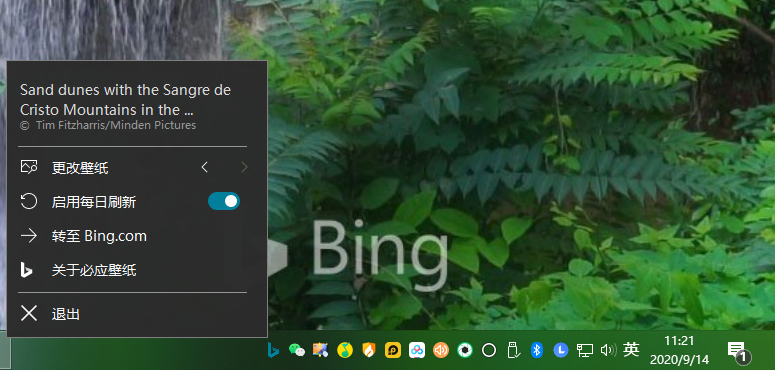 Sand dunes with the Sangre de
Cristo Mountains in the ...
© Tim Fitzharris/Minden Pictures
更改壁纸
启用每日刷新
转至 Bing.com
关于必应壁纸
退出
Bing
英
11:21
2020/9/14
1